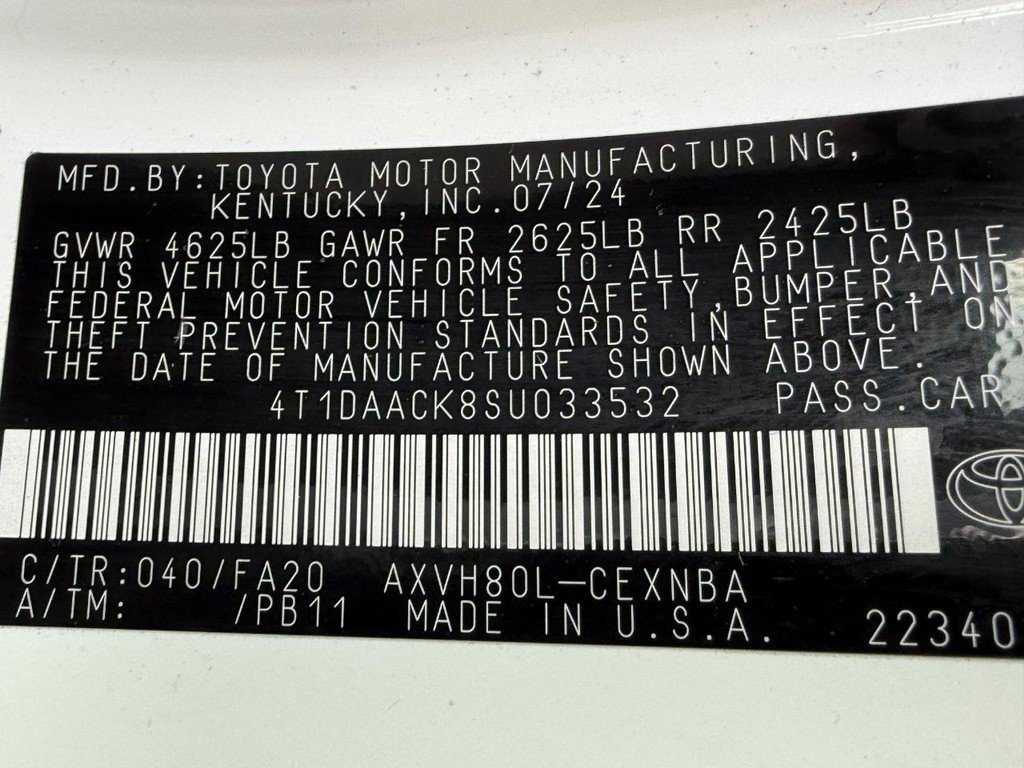 MFD.BY:TOYOTA MOTOR MANUFACTURING,
KENTUCKY,INC.07/24
GVWR 4625LB GAWR FR 2625LB RR 2425LB
THIS VEHICLE CONFORMS TO ALL APPLICABLE
FEDERAL MOTOR VEHICLE SAFETY,BUMPER,AND
THEFT PREVENTION STANDARDS IN EFFECT ON
THE DATE OF MANUFACTURE SHOWN ABOVE.
4T1DAACK8SU033532 PASS.CAR
C/TR:040/FA20 AXVH80L-CEXNBA
A/TM: /PB11 MADE IN U.S.A. 22340